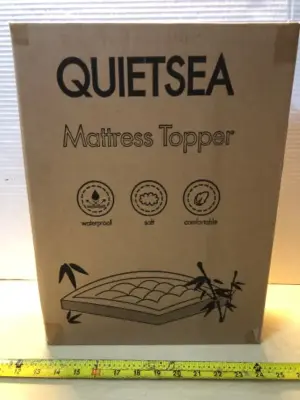 QUIETSEA
Mattress Topper
waterproof soft comfortable